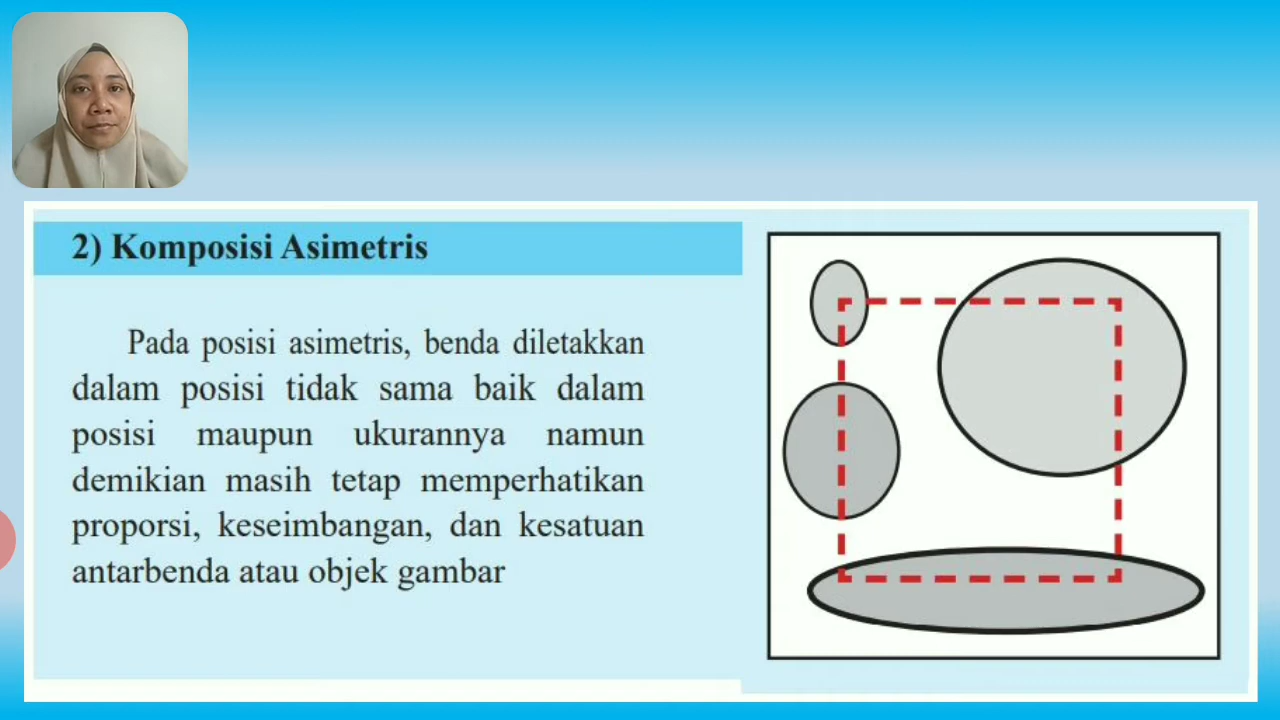 2) Komposisi Asimetris
Pada posisi asimetris, benda diletakkan
dalam posisi tidak sama baik dalam
posisi maupun ukurannya namun
demikian masih tetap memperhatikan
proporsi, keseimbangan, dan kesatuan
antarbenda atau objek gambar